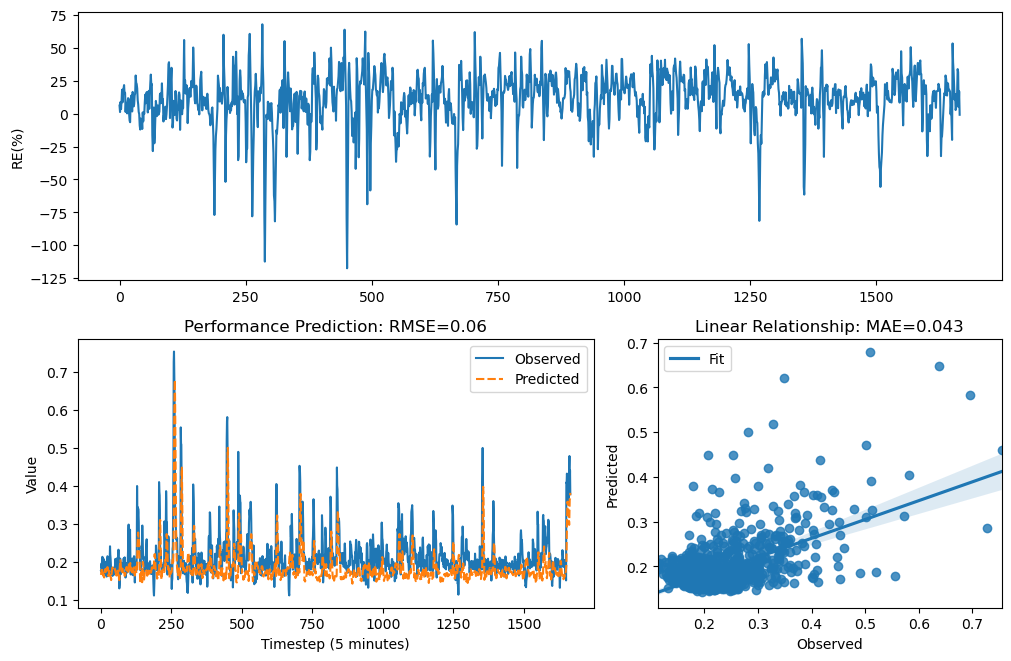 75
50
25
0
−25
−50
−75
−100
−125
RE(%)
0 250 500 750 1000 1250 1500
Performance Prediction: RMSE=0.06
Observed
Predicted
0.7
0.6
0.5
0.4
0.3
0.2
0.1
Value
0 250 500 750 1000 1250 1500
Timestep (5 minutes)
Linear Relationship: MAE=0.043
Fit
0.7
0.6
0.5
0.4
0.3
0.2
Predicted
0.2 0.3 0.4 0.5 0.6 0.7
Observed